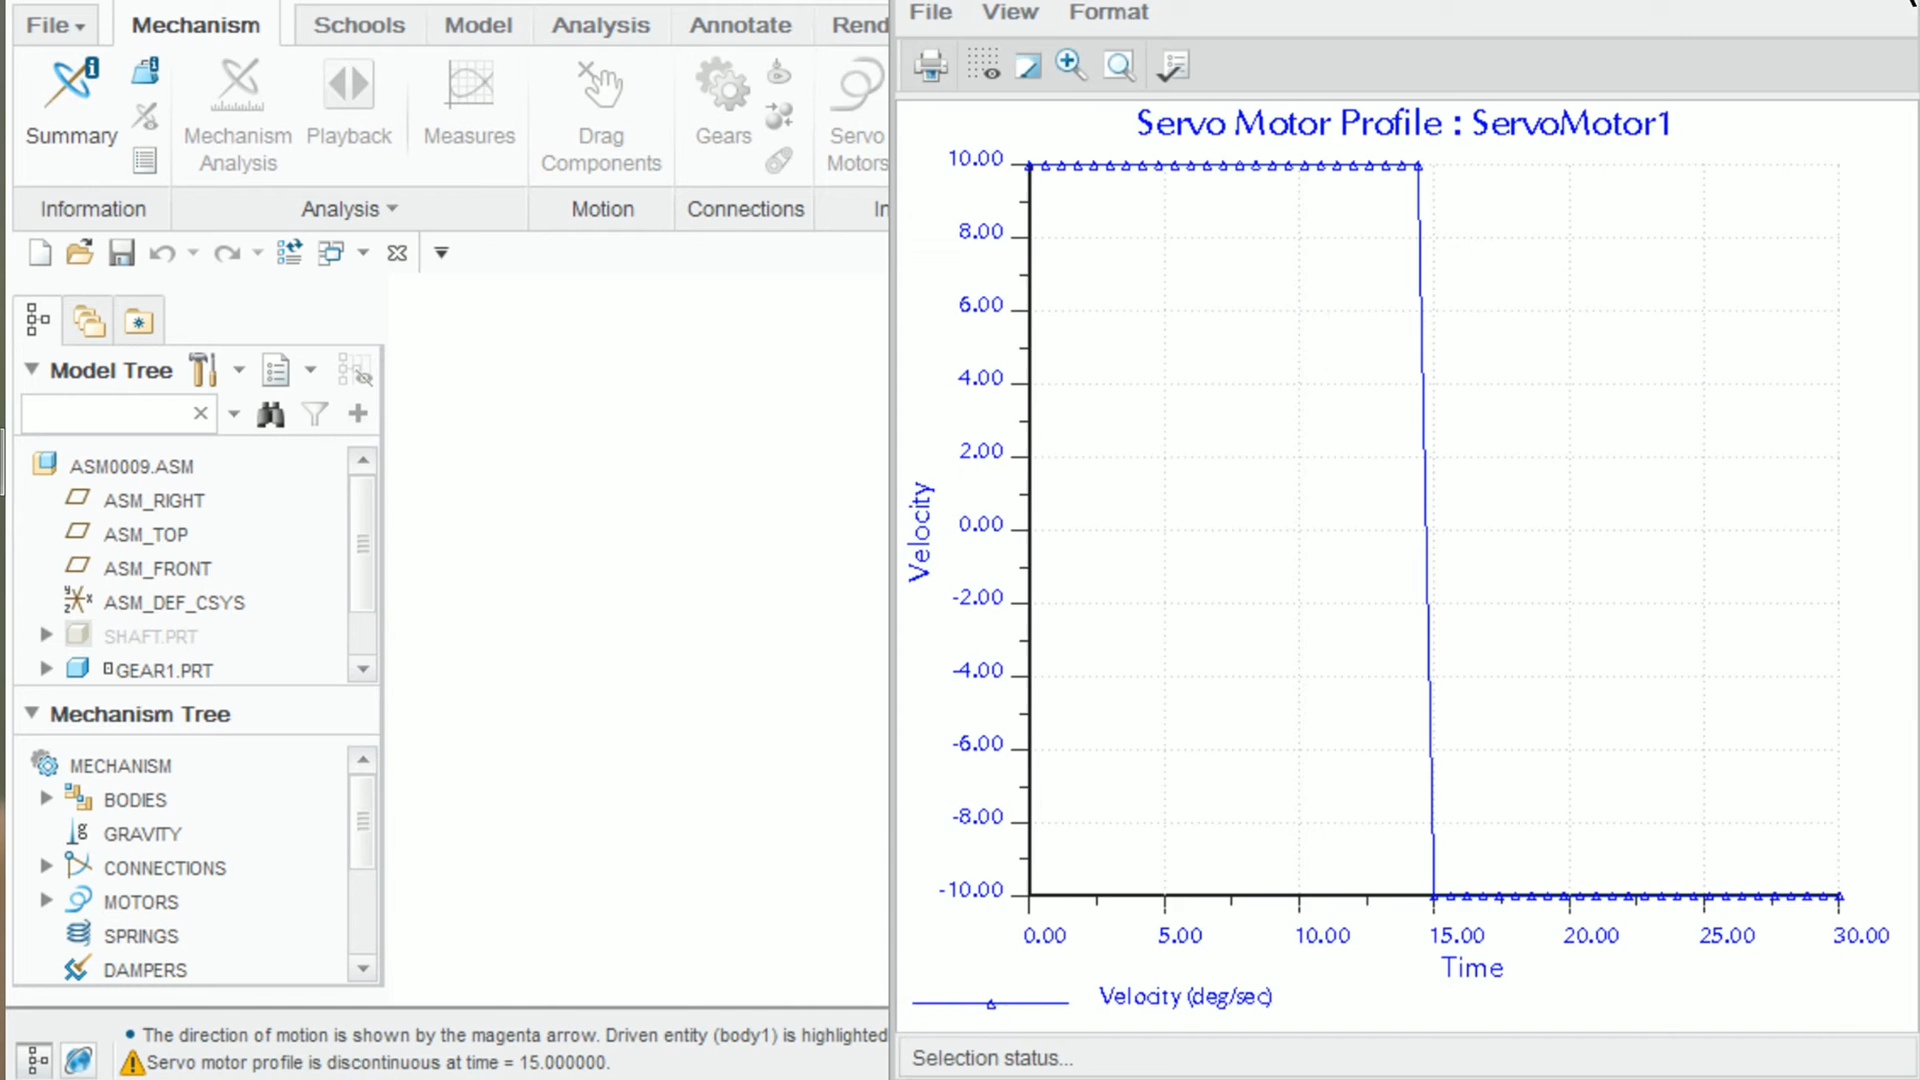 File
Mechanism
Schools
Model
Analysis
Annotate
Rend
Summary
Mechanism
Analysis
Playback
Measures
Drag
Components
Gears
Servo
Motors
Information
Analysis
Motion
Connections
In
Model Tree
ASM0009.ASM
ASM_RIGHT
ASM_TOP
ASM_FRONT
ASM_DEF_CSYS
SHAFT.PRT
GEAR1.PRT
Mechanism Tree
MECHANISM
BODIES
GRAVITY
CONNECTIONS
MOTORS
SPRINGS
DAMPERS
The direction of motion is shown by the magenta arrow. Driven entity (body1) is highlighted
Servo motor profile is discontinuous at time = 15.000000.
File View Format
Servo Motor Profile : ServoMotor1
10.00
8.00
6.00
4.00
2.00
0.00
-2.00
-4.00
-6.00
-8.00
-10.00
Velocity
0.00 5.00 10.00 15.00 20.00 25.00 30.00
Time
Velocity (deg/sec)
Selection status...